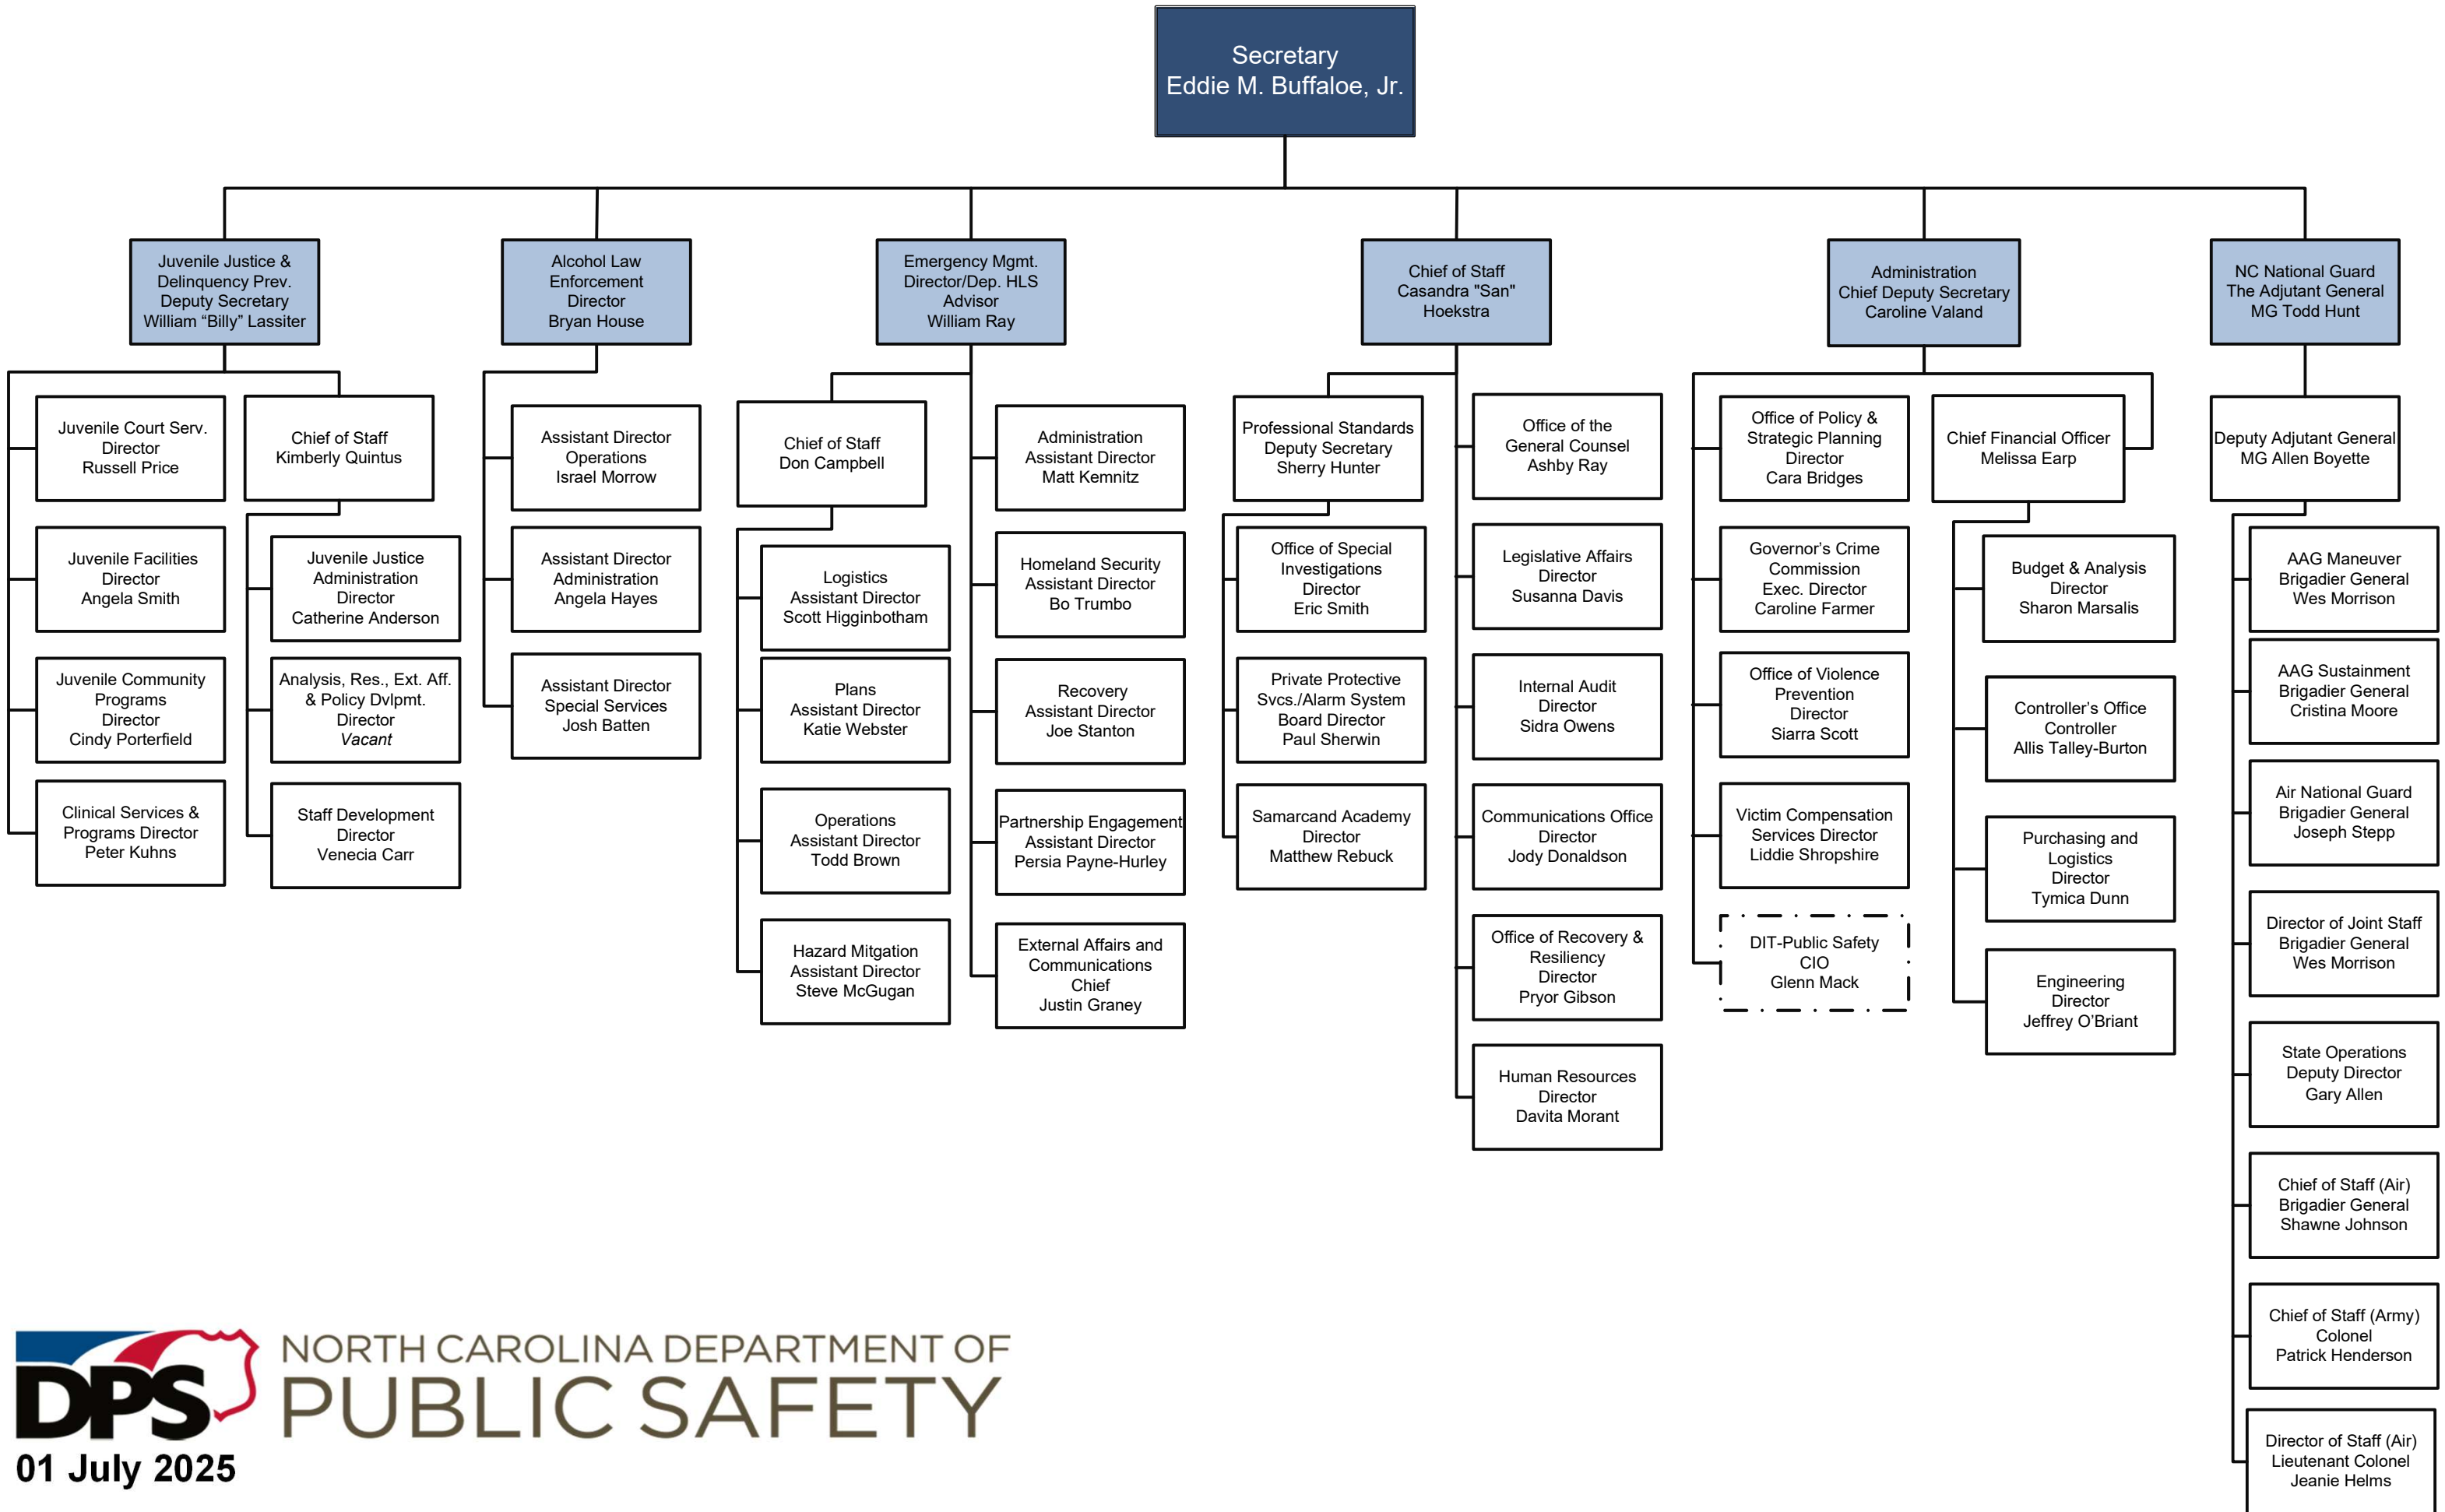 Secretary
Eddie M. Buffaloe, Jr.
Juvenile Justice &
Delinquency Prev.
Deputy Secretary
William “Billy” Lassiter
Alcohol Law
Enforcement
Director
Bryan House
Emergency Mgmt.
Director/Dep. HLS
Advisor
William Ray
Chief of Staff
Casandra "San"
Hoekstra
Administration
Chief Deputy Secretary
Caroline Valand
NC National Guard
The Adjutant General
MG Todd Hunt
Juvenile Court Serv.
Director
Russell Price
Juvenile Facilities
Director
Angela Smith
Juvenile Community
Programs
Director
Cindy Porterfield
Clinical Services &
Programs Director
Peter Kuhns
Chief of Staff
Kimberly Quintus
Juvenile Justice
Administration
Director
Catherine Anderson
Analysis, Res., Ext. Aff.
& Policy Dvlpmt.
Director
Vacant
Staff Development
Director
Venecia Carr
Assistant Director
Operations
Israel Morrow
Assistant Director
Administration
Angela Hayes
Assistant Director
Special Services
Josh Batten
Chief of Staff
Don Campbell
Logistics
Assistant Director
Scott Higginbotham
Plans
Assistant Director
Katie Webster
Operations
Assistant Director
Todd Brown
Hazard Mitgation
Assistant Director
Steve McGugan
Administration
Assistant Director
Matt Kemnitz
Homeland Security
Assistant Director
Bo Trumbo
Recovery
Assistant Director
Joe Stanton
Partnership Engagement
Assistant Director
Persia Payne-Hurley
External Affairs and
Communications
Chief
Justin Graney
Professional Standards
Deputy Secretary
Sherry Hunter
Office of Special
Investigations
Director
Eric Smith
Private Protective
Svcs./Alarm System
Board Director
Paul Sherwin
Samarcand Academy
Director
Matthew Rebuck
Office of the
General Counsel
Ashby Ray
Legislative Affairs
Director
Susanna Davis
Internal Audit
Director
Sidra Owens
Communications Office
Director
Jody Donaldson
Office of Recovery &
Resiliency
Director
Pryor Gibson
Human Resources
Director
Davita Morant
Office of Policy &
Strategic Planning
Director
Cara Bridges
Governor’s Crime
Commission
Exec. Director
Caroline Farmer
Office of Violence
Prevention
Director
Siarra Scott
Victim Compensation
Services Director
Liddie Shropshire
DIT-Public Safety
CIO
Glenn Mack
Chief Financial Officer
Melissa Earp
Budget & Analysis
Director
Sharon Marsalis
Controller’s Office
Controller
Allis Talley-Burton
Purchasing and
Logistics
Director
Tymica Dunn
Engineering
Director
Jeffrey O’Briant
Deputy Adjutant General
MG Allen Boyette
AAG Maneuver
Brigadier General
Wes Morrison
AAG Sustainment
Brigadier General
Cristina Moore
Air National Guard
Brigadier General
Joseph Stepp
Director of Joint Staff
Brigadier General
Wes Morrison
State Operations
Deputy Director
Gary Allen
Chief of Staff (Air)
Brigadier General
Shawne Johnson
Chief of Staff (Army)
Colonel
Patrick Henderson
Director of Staff (Air)
Lieutenant Colonel
Jeanie Helms
DPS
NORTH CAROLINA DEPARTMENT OF
PUBLIC SAFETY
01 July 2025